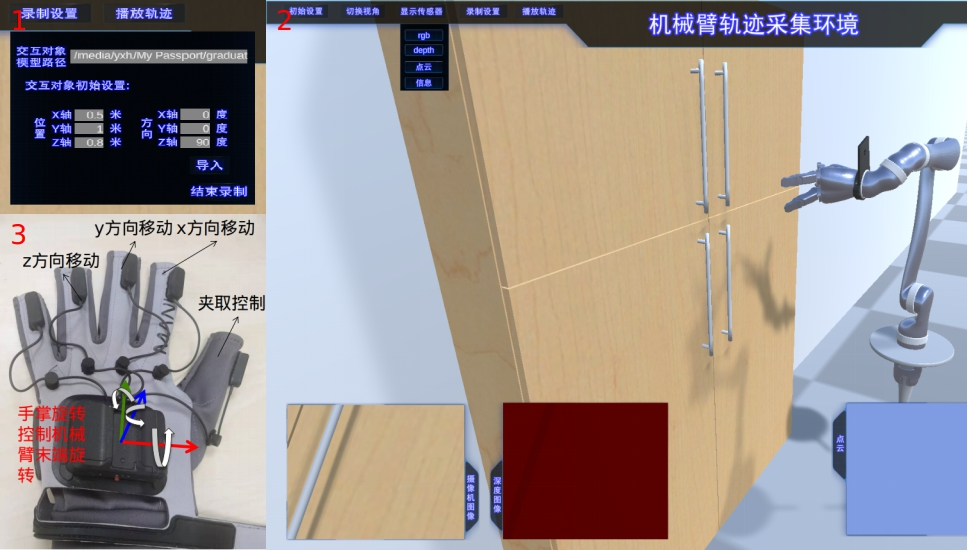 1
录制设置
播放轨迹
交互对象
模型路径
/media/yxh/My Passport/graduat
交互对象初始设置:
位置
X轴 0.5 米
Y轴 1 米
Z轴 0.8 米
方向
X轴 0 度
Y轴 0 度
Z轴 90 度
导入
结束录制
2
初始设置
切换视角
显示传感器
录制设置
播放轨迹
rgb
depth
点云
信息
机械臂轨迹采集环境
摄像机图像
深度图像
点云
3
y方向移动
x方向移动
z方向移动
夹取控制
手掌旋转
控制机械
臂末端旋
转